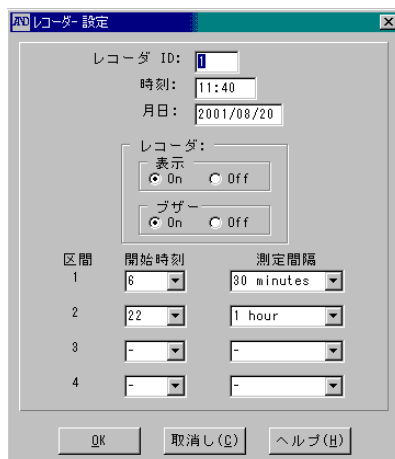 AND レコーダー 設定
レコーダ ID: 1
時刻: 11:40
月日: 2001/08/20
レコーダ:
表示
On Off
ブザー
On Off
区間 開始時刻 測定間隔
1 6 30 minutes
2 22 1 hour
3 - -
4 - -
OK 取消し(C) ヘルプ(H)